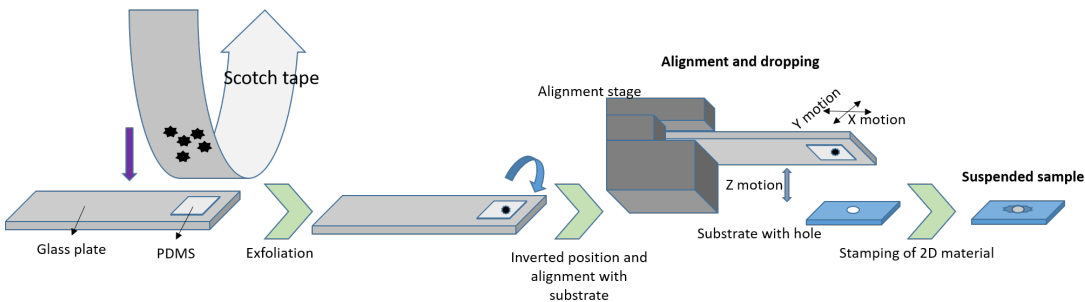 Scotch tape
Glass plate
PDMS
Exfoliation
Inverted position and
alignment with
substrate
Alignment and dropping
Alignment stage
Y motion
X motion
Z motion
Substrate with hole
Stamping of 2D material
Suspended sample